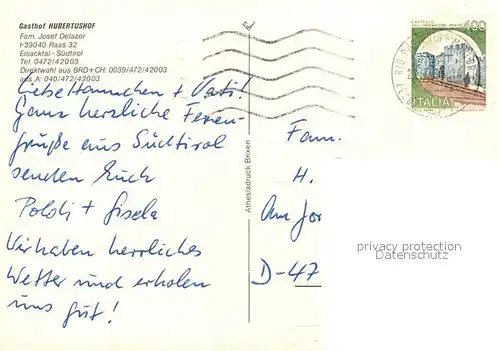 Gasthof HUBERTUSHOF
Fam. Josef Delazer
I-39040 Raas 32
Eisacktal - Südtirol
Tel. 0472/42003
Direktwahl aus BRD+CH: 0039/472/42003
aus A: 040/472/42003
Liebe Hannchen + Vati!
Ganz herzliche Ferien-
grüße aus Südtirol
senden Euch
Poldi + Gisela
Wir haben herrliches
Wetter und erholen
uns gut!
Athesiadruck Brixen
CASTELLO
400
ITALIA
Fam.
H.
Am Jor
D-47
privacy protection
Datenschutz